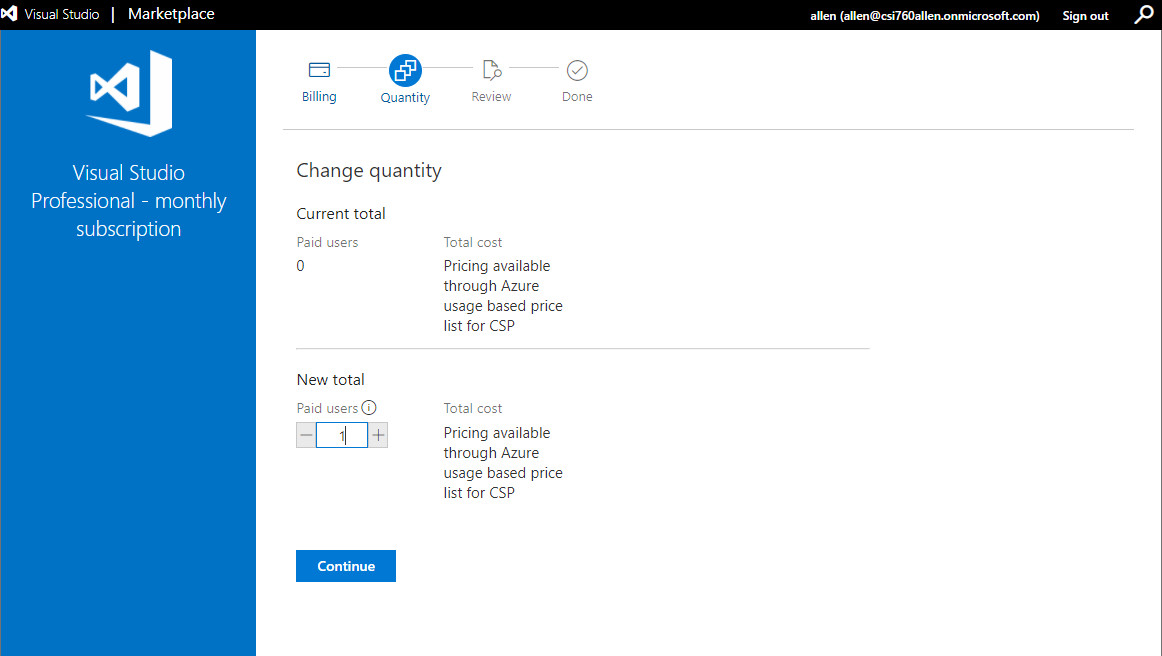 Visual Studio | Marketplace
allen (allen@csi760allen.onmicrosoft.com) Sign out
Visual Studio
Professional - monthly
subscription
Billing Quantity Review Done
Change quantity
Current total
Paid users Total cost
0 Pricing available
through Azure
usage based price
list for CSP
New total
Paid users Total cost
1 Pricing available
through Azure
usage based price
list for CSP
Continue